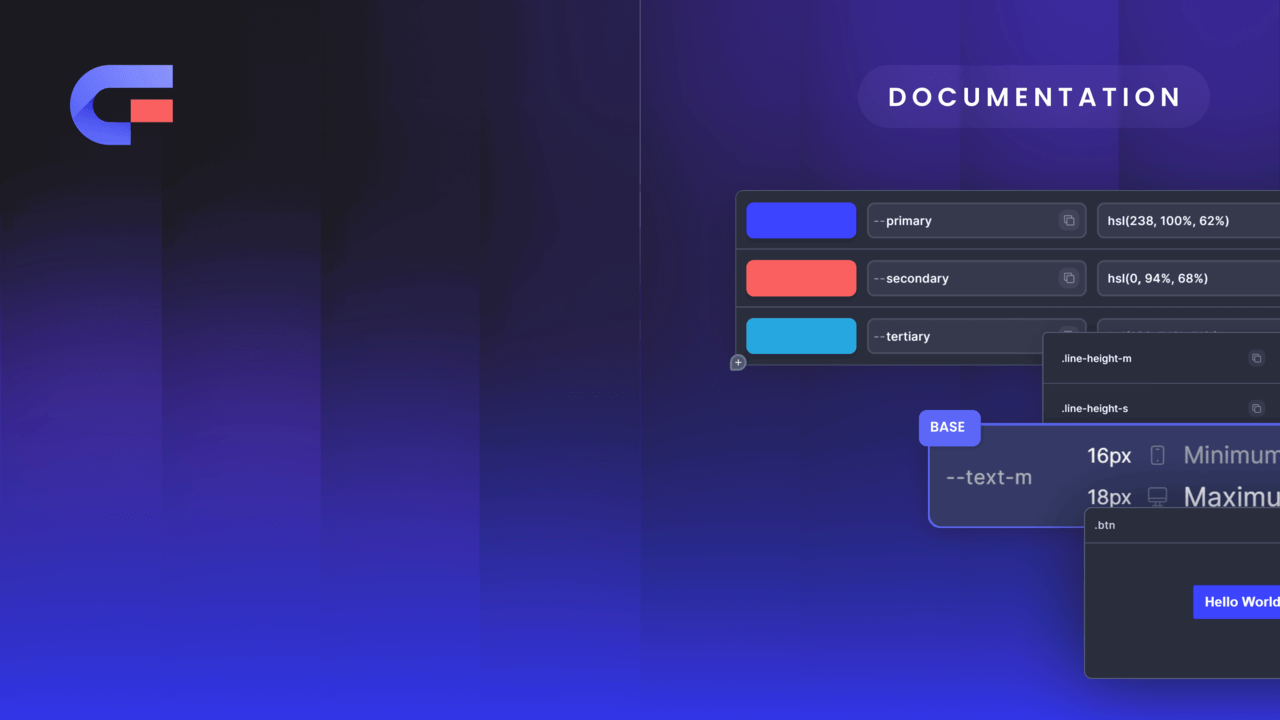 DOCUMENTATION
--primary
hsl(238, 100%, 62%)
--secondary
hsl(0, 94%, 68%)
--tertiary
.line-height-m
.line-height-s
BASE
--text-m
16px
Minimum
18px
Maximu
.btn
Hello World